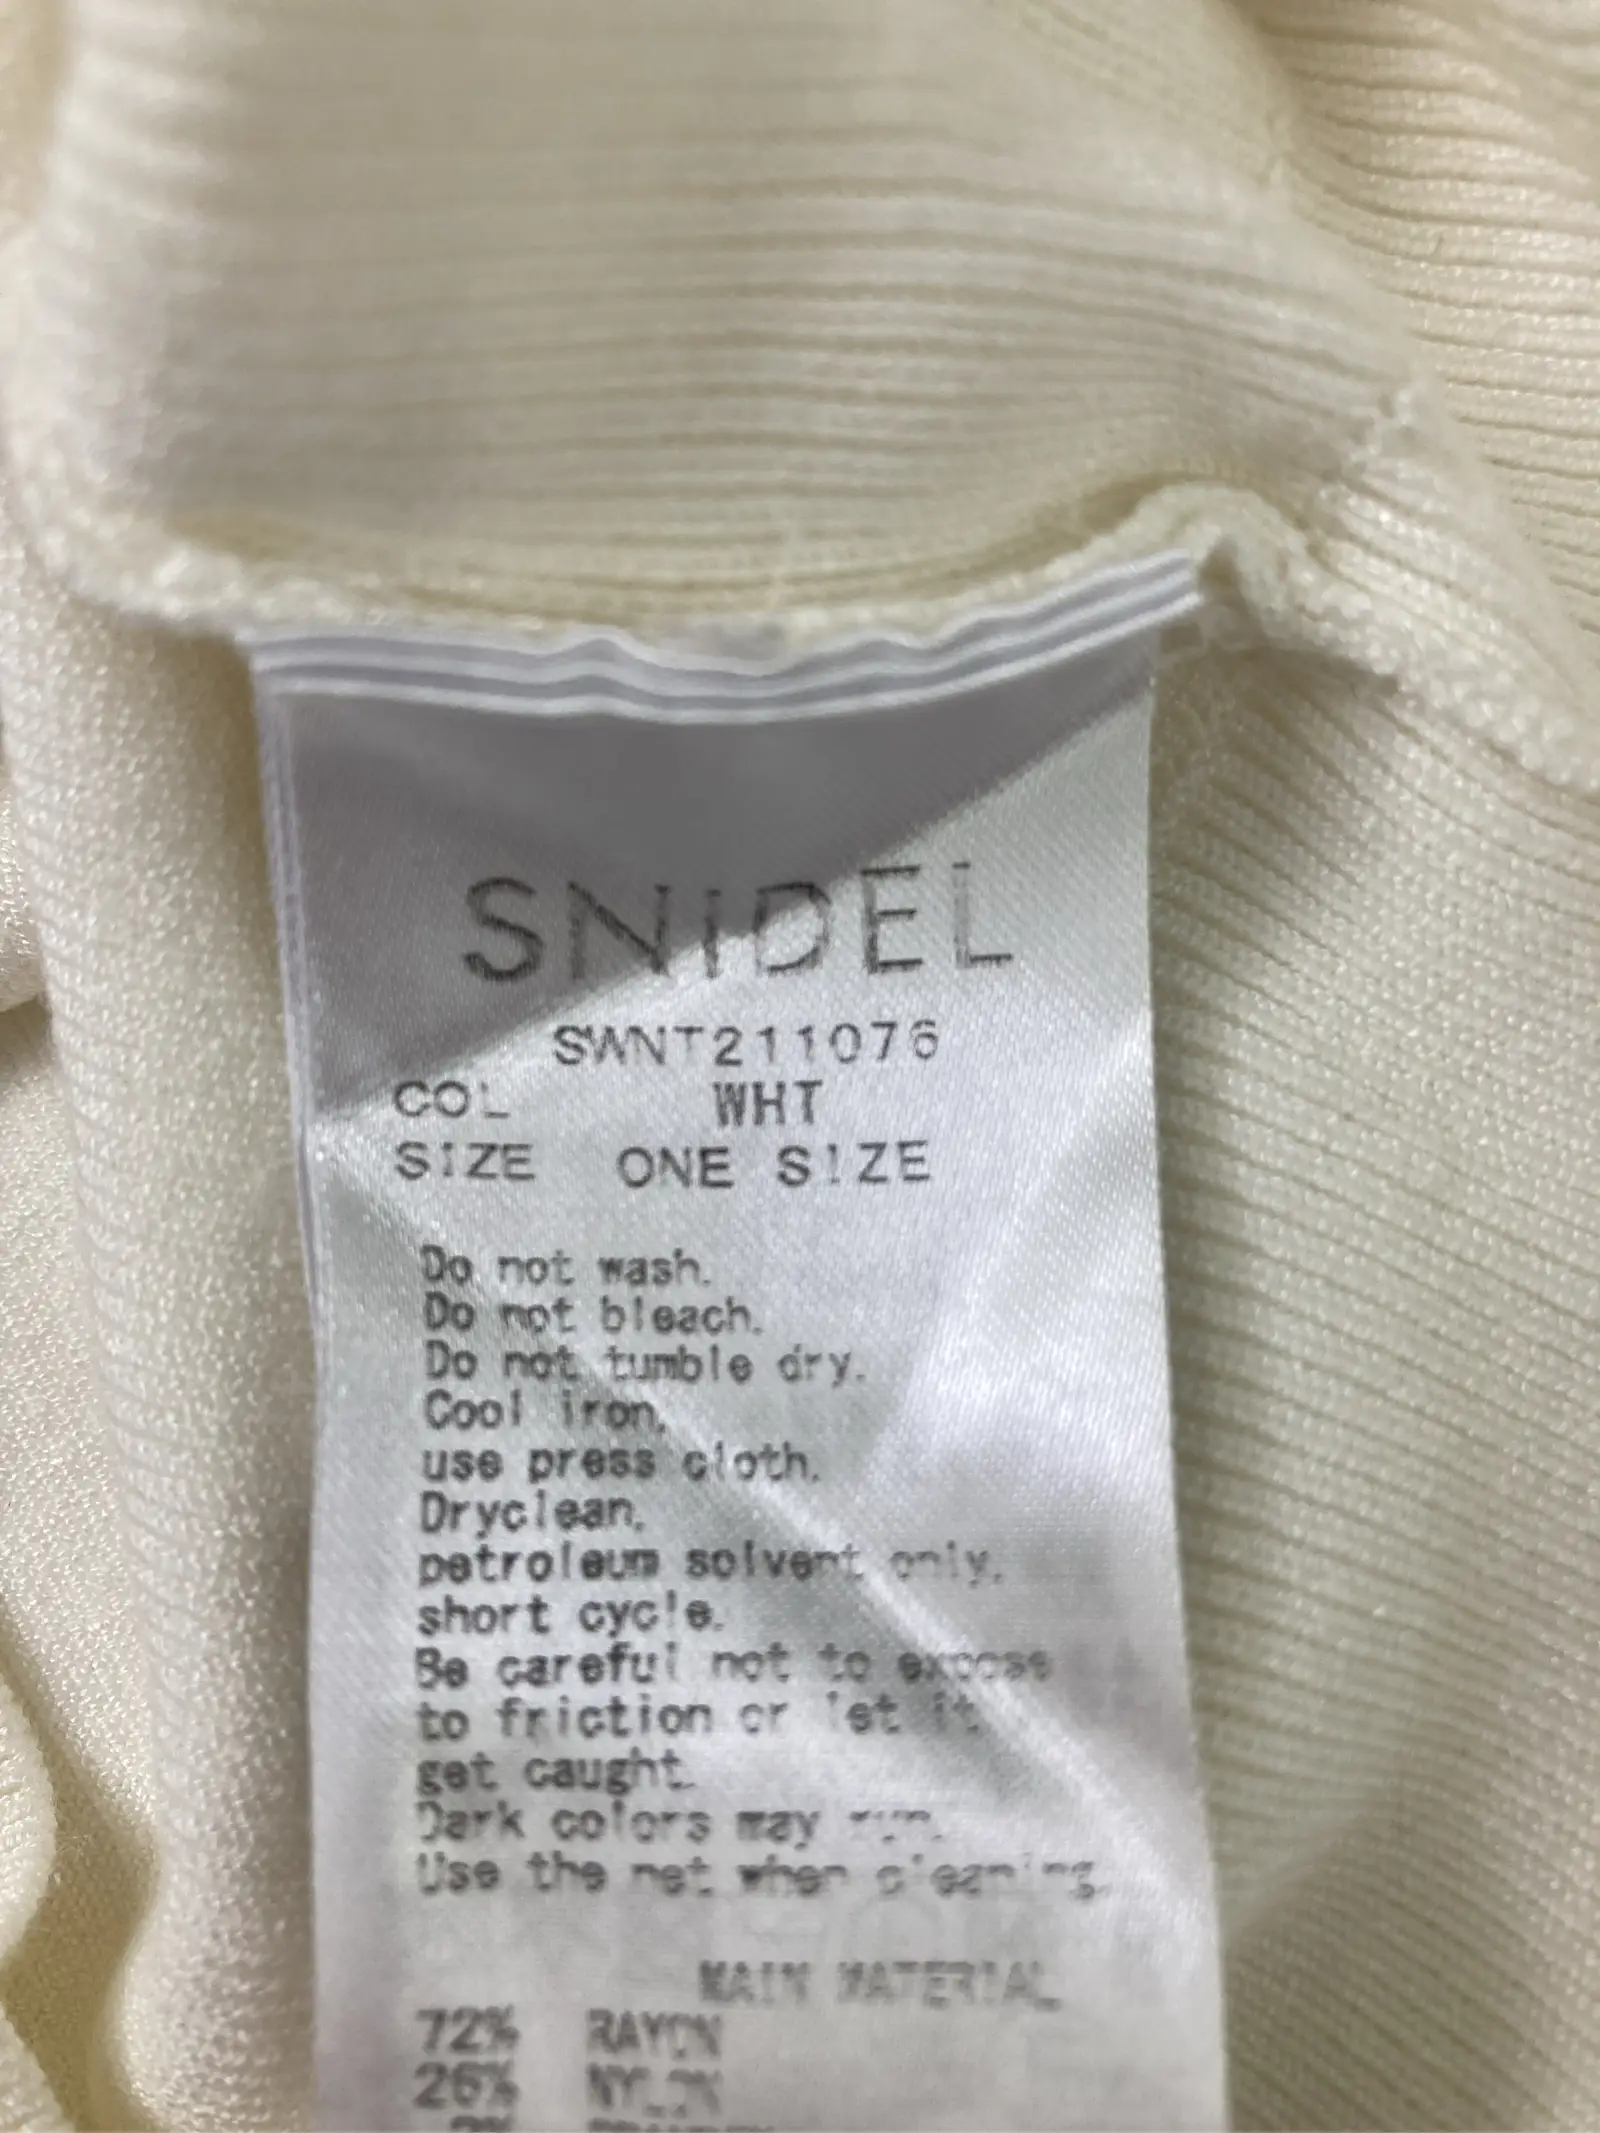 SNIDEL
SWNT211076
COL WHT
SIZE ONE SIZE
Do not wash.
Do not bleach.
Do not tumble dry.
Cool iron,
use press cloth.
Dryclean,
petroleum solvent only,
short cycle.
Be careful not to expose
to friction or let it
get caught.
Dark colors may run.
Use the net when cleaning.
MAIN MATERIAL
72% RAYON
26% NYLON